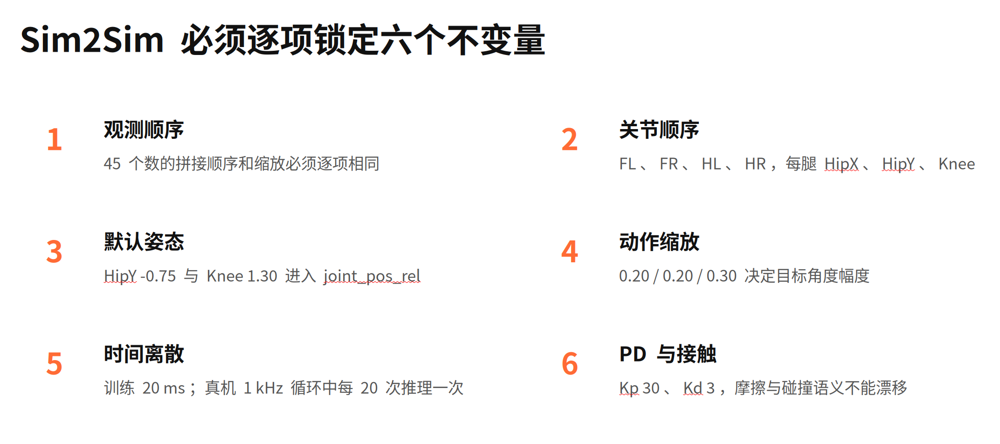 Sim2Sim 必须逐项锁定六个不变量
1
观测顺序
45 个数的拼接顺序和缩放必须逐项相同
2
关节顺序
FL 、 FR 、 HL 、 HR ，每腿 HipX 、 HipY 、 Knee
3
默认姿态
HipY -0.75 与 Knee 1.30 进入 joint_pos_rel
4
动作缩放
0.20 / 0.20 / 0.30 决定目标角度幅度
5
时间离散
训练 20 ms ；真机 1 kHz 循环中每 20 次推理一次
6
PD 与接触
Kp 30 、 Kd 3 ，摩擦与碰撞语义不能漂移